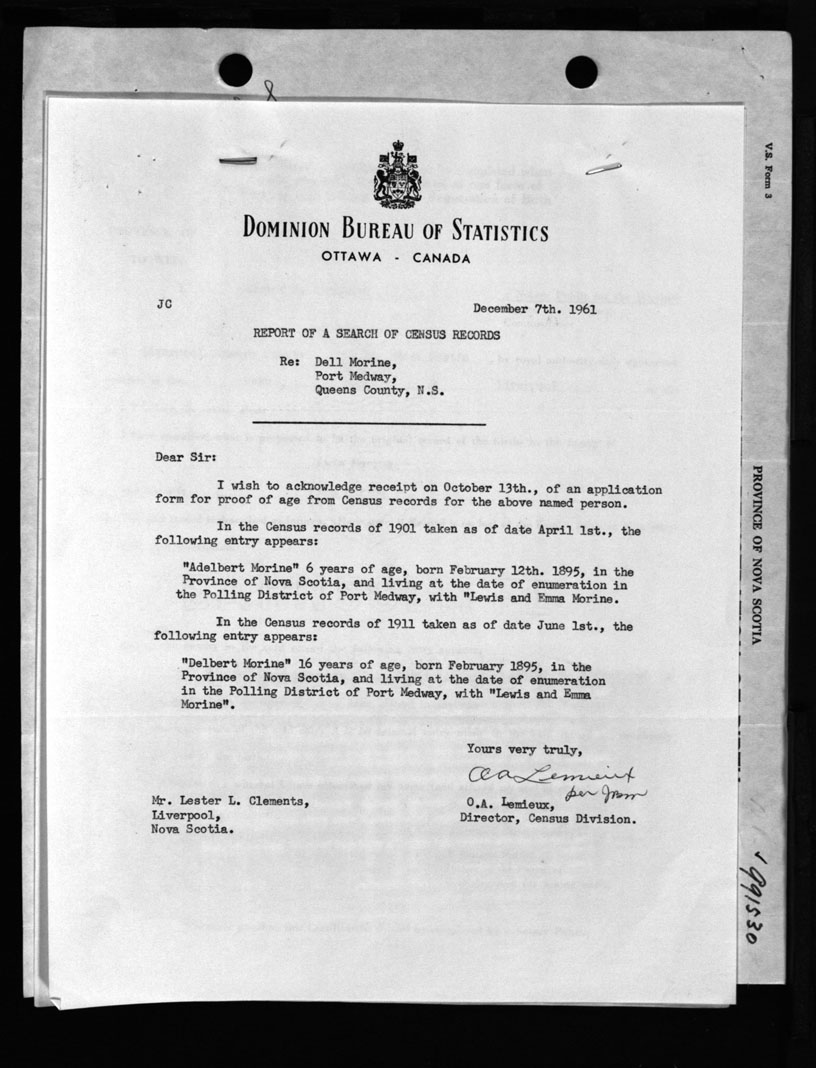 DOMINION BUREAU OF STATISTICS
OTTAWA - CANADA
JC
December 7th. 1961
REPORT OF A SEARCH OF CENSUS RECORDS
Re: Dell Morine,
Port Medway,
Queens County, N.S.
Dear Sir:
I wish to acknowledge receipt on October 13th., of an application
form for proof of age from Census records for the above named person.
In the Census records of 1901 taken as of date April 1st., the
following entry appears:
"Adelbert Morine" 6 years of age, born February 12th. 1895, in the
Province of Nova Scotia, and living at the date of enumeration in
the Polling District of Port Medway, with "Lewis and Emma Morine.
In the Census records of 1911 taken as of date June 1st., the
following entry appears:
"Delbert Morine" 16 years of age, born February 1895, in the
Province of Nova Scotia, and living at the date of enumeration
in the Polling District of Port Medway, with "Lewis and Emma
Morine".
Yours very truly,
O A Lemieux
per
Mr. Lester L. Clements,
Liverpool,
Nova Scotia.
O.A. Lemieux,
Director, Census Division.
V.S. Form 3
PROVINCE OF NOVA SCOTIA
991530